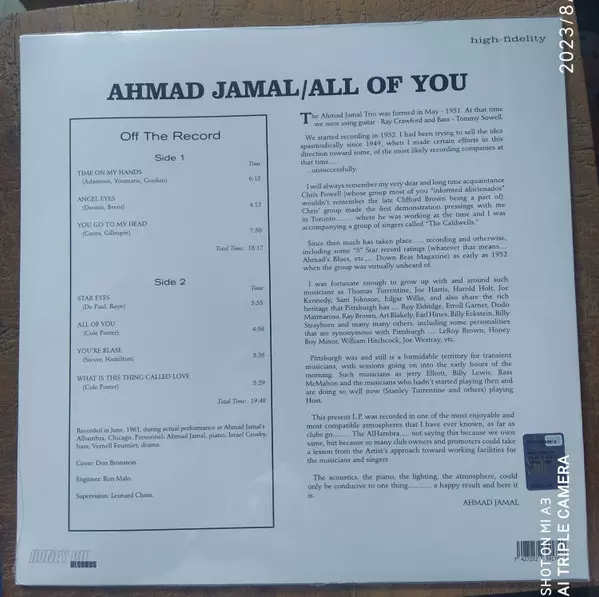 high-fidelity
2023/8
AHMAD JAMAL/ALL OF YOU
Off The Record
Side 1
Time
TIME ON MY HANDS
(Adamson, Youmans, Gordon) 6:15
ANGEL EYES
(Dennis, Brent) 4:12
YOU GO TO MY HEAD
(Coots, Gillespie) 7:50
Total Time: 18:17
Side 2
Time
STAR EYES
(De Paul, Raye) 5:55
ALL OF YOU
(Cole Porter) 4:50
YOU'RE BLASE
(Siever, Hamilton) 5:26
WHAT IS THIS THING CALLED LOVE
(Cole Porter) 3:29
Total Time: 19:48
Recorded in June, 1961, during actual performance at Ahmad Jamal's
Alhambra, Chicago. Personnel: Ahmad Jamal, piano, Israel Crosby,
bass; Vernell Fournier, drums.
Cover: Don Bronstein.
Engineer: Ron Malo.
Supervision: Leonard Chess.
HONEY PIE
RECORDS
The Ahmad Jamal Trio was formed in May - 1951. At that time
we were using guitar - Ray Crawford and Bass - Tommy Sewell.
We started recording in 1952. I had been trying to sell the idea
spasmodically since 1949, when I made certain efforts in this
direction toward some, of the most likely recording companies at
that time.....
...unsuccessfully.
I will always remember my very dear and long time acquaintance
Chris Powell (whose group most of you "informed aficionados"
wouldn't remember the late Clifford Brown being a part of).
Chris' group made the first demonstration pressings with me
in Toronto....... where he was working at the time and I was
accompanying a group of singers called "The Caldwells."
Since then much has taken place...... recording and otherwise,
including some "5" Star record ratings (whatever that means....
Ahmad's Blues, etc.,... Down Beat Magazine) as early as 1952
when the group was virtually unheard of.
I was fortunate enough to grow up with and around such
musicians as Thomas Turrentine, Joe Harris, Harold Holt, Joe
Kennedy, Sam Johnson, Edgar Willis, and also share the rich
heritage that Pittsburgh has ... Roy Eldridge, Erroll Garner, Dodo
Marmarosa, Ray Brown, Art Blakely, Earl Hines, Billy Eckstein, Billy
Strayhorn and many many others, including some personalities
that are synonymous with Pittsburgh .... LeRoy Brown, Honey
Boy Minor, William Hitchcock, Joe Westray, etc.
Pittsburgh was and still is a formidable territory for transient
musicians, with sessions going on into the early hours of the
morning. Such musicians as jerry Elliott, Billy Lewis, Bass
McMahon and the musicians who hadn't started playing then and
are doing so well now (Stanley Turrentine and others) playing
Host.
This present L.P. was recorded in one of the most enjoyable and
most compatible atmospheres that I have ever known, as far as
clubs go........ The AlHambra..... not saying this because we own
same, but because so many club owners and promoters could take
a lesson from the Artist's approach toward working facilities for
the musicians and singers.
The acoustics, the piano, the lighting, the atmosphere, could
only be conducive to one thing........... a happy result and here it
is.
AHMAD JAMAL
SHOT ON MI A3
AI TRIPLE CAMERA